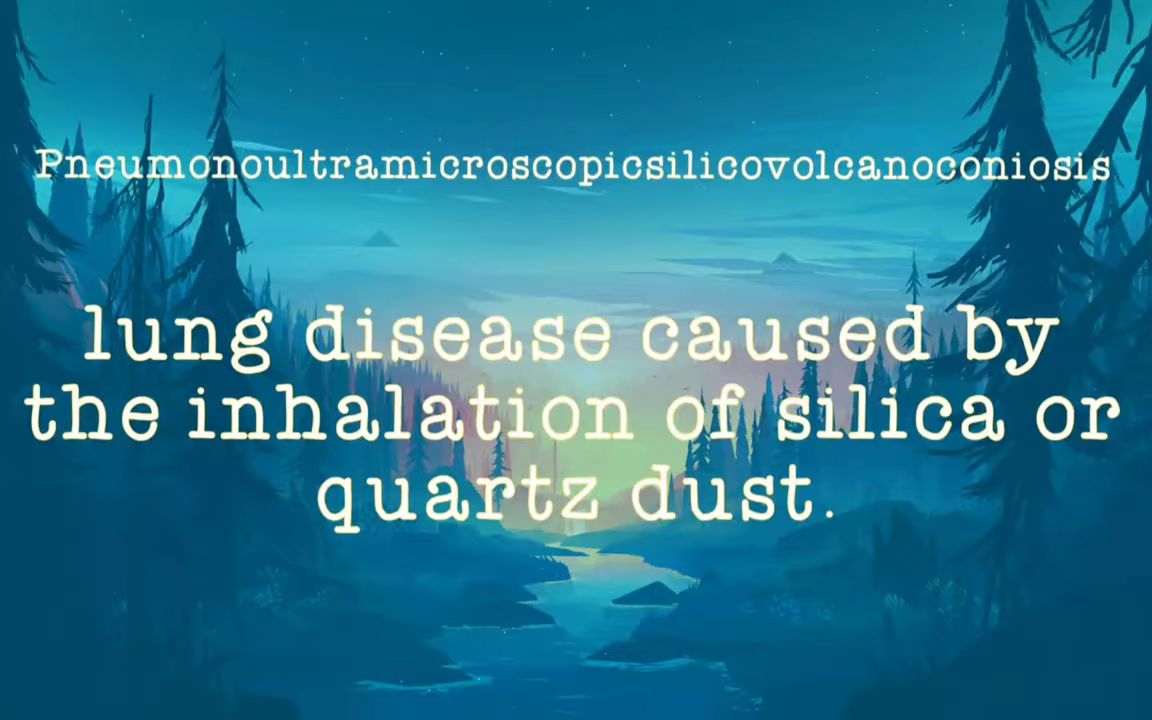 Pneumonoultramicroscopicsilicovolcanoconiosis
lung disease caused by
the inhalation of silica or
quartz dust.